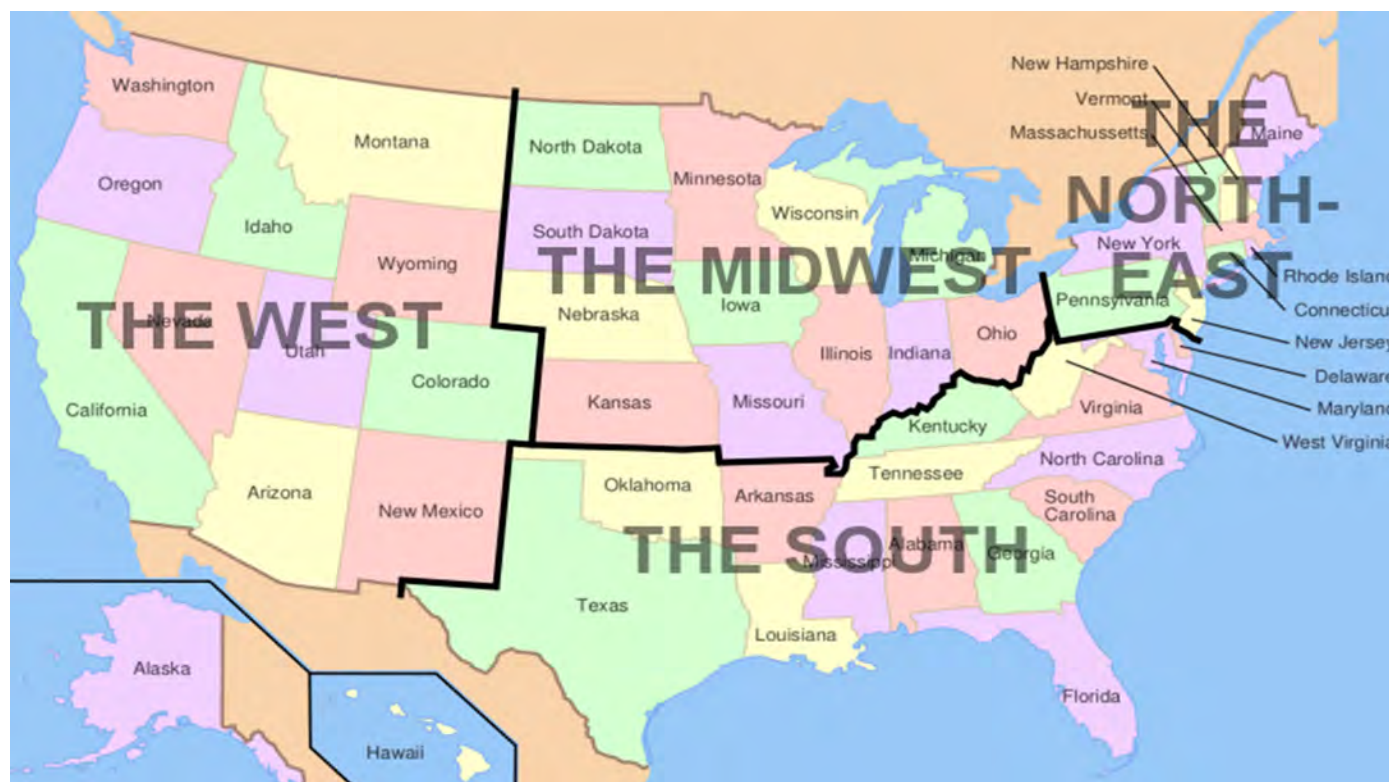 New Hampshire
Washington
Vermont
THE
Massachussetts
Maine
Montana
North Dakota
Minnesota
Oregon
NORTH-
Wisconsin
Idaho
South Dakota
New York
Michigan
THE MIDWEST
EAST
Wyoming
Rhode Island
Pennsylvania
Iowa
Connecticu
Nebraska
THE WEST
Nevada
Ohio
New Jersey
Utah
Illinois
Indiana
Colorado
Delaware
Kansas
Missouri
California
Virginia
Maryland
Kentucky
West Virginia
North Carolina
Tennessee
Oklahoma
Arizona
Arkansas
South
Carolina
New Mexico
Alabama
THE SOUTH
Georgia
Mississippi
Texas
Louisiana
Alaska
Florida
Hawaii